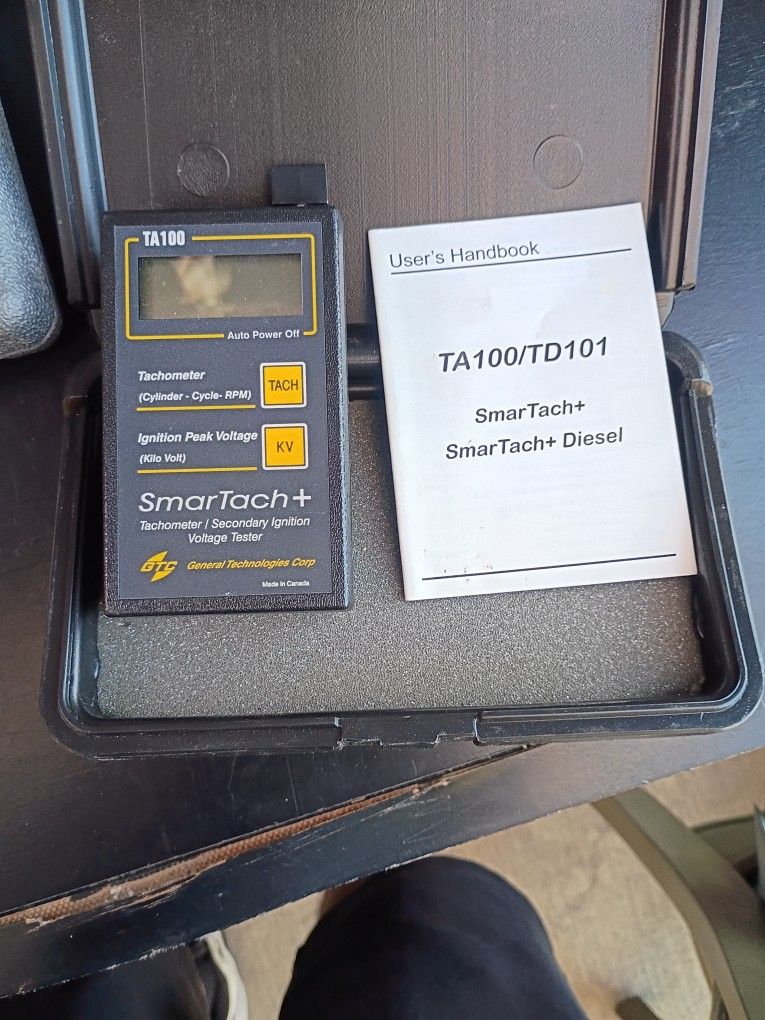 TA100
Auto Power Off
Tachometer
(Cylinder - Cycle- RPM)
TACH
Ignition Peak Voltage
(Kilo Volt)
KV
SmarTach+
Tachometer / Secondary Ignition
Voltage Tester
GTC
General Technologies Corp
Made In Canada
User's Handbook
TA100/TD101
SmarTach+
SmarTach+ Diesel